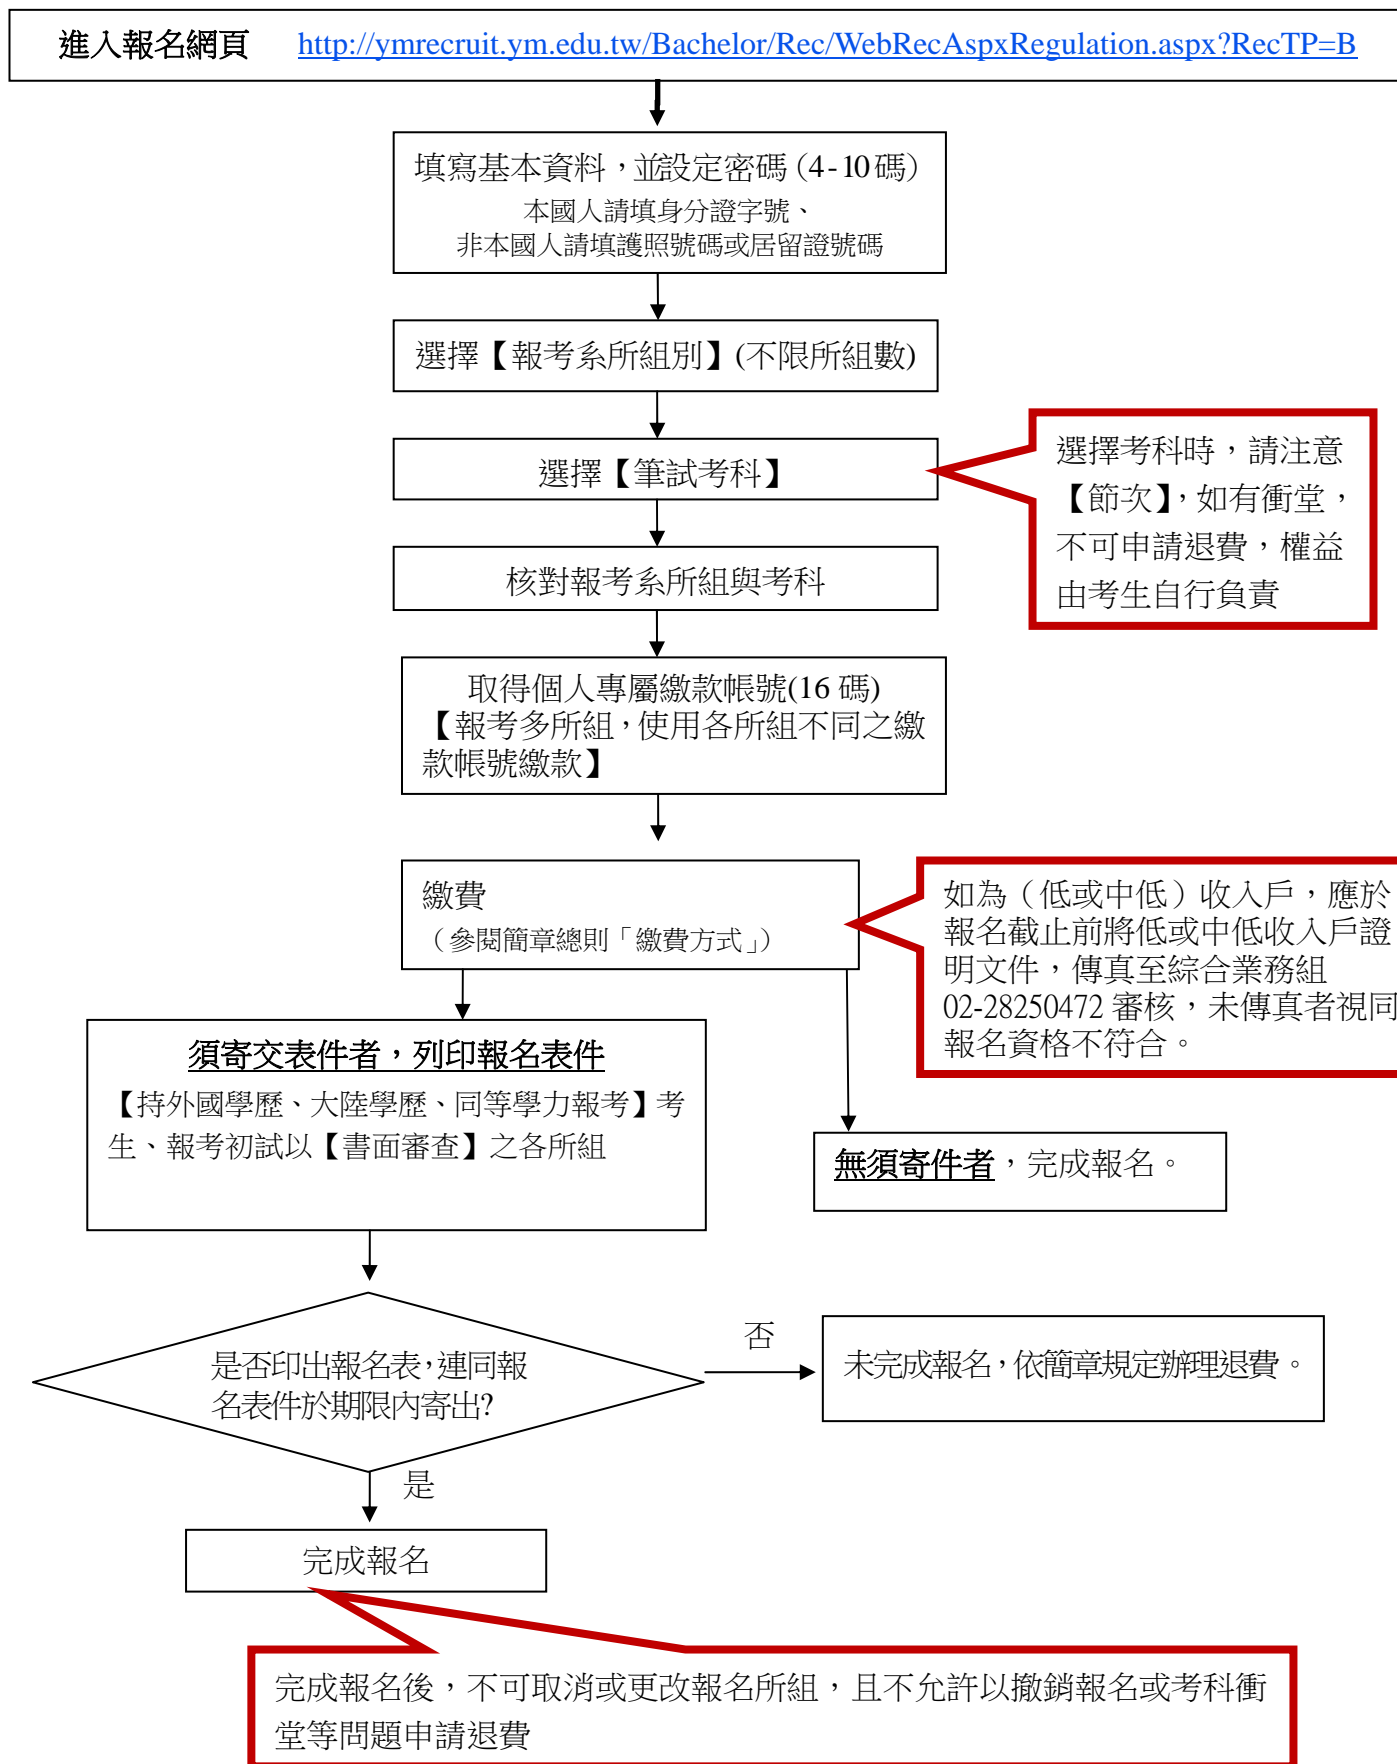 進入報名網頁 http://ymrecruit.ym.edu.tw/Bachelor/Rec/WebRecAspxRegulation.aspx?RecTP=B
填寫基本資料，並設定密碼（4-10碼）
本國人請填身分證字號、
非本國人請填護照號碼或居留證號碼
選擇【報考系所組別】(不限所組數)
選擇【筆試考科】
選擇考科時，請注意
【節次】，如有衝堂，
不可申請退費，權益
由考生自行負責
核對報考系所組與考科
取得個人專屬繳款帳號(16 碼)
【報考多所組，使用各所組不同之繳
款帳號繳款】
繳費
（參閱簡章總則「繳費方式」）
如為（低或中低）收入戶，應於
報名截止前將低或中低收入戶證
明文件，傳真至綜合業務組
02-28250472 審核，未傳真者視同
報名資格不符合。
須寄交表件者，列印報名表件
【持外國學歷、大陸學歷、同等學力報考】考
生、報考初試以【書面審查】之各所組
無須寄件者，完成報名。
是否印出報名表，連同報
名表件於期限內寄出?
否
未完成報名，依簡章規定辦理退費。
是
完成報名
完成報名後，不可取消或更改報名所組，且不允許以撤銷報名或考科衝
堂等問題申請退費